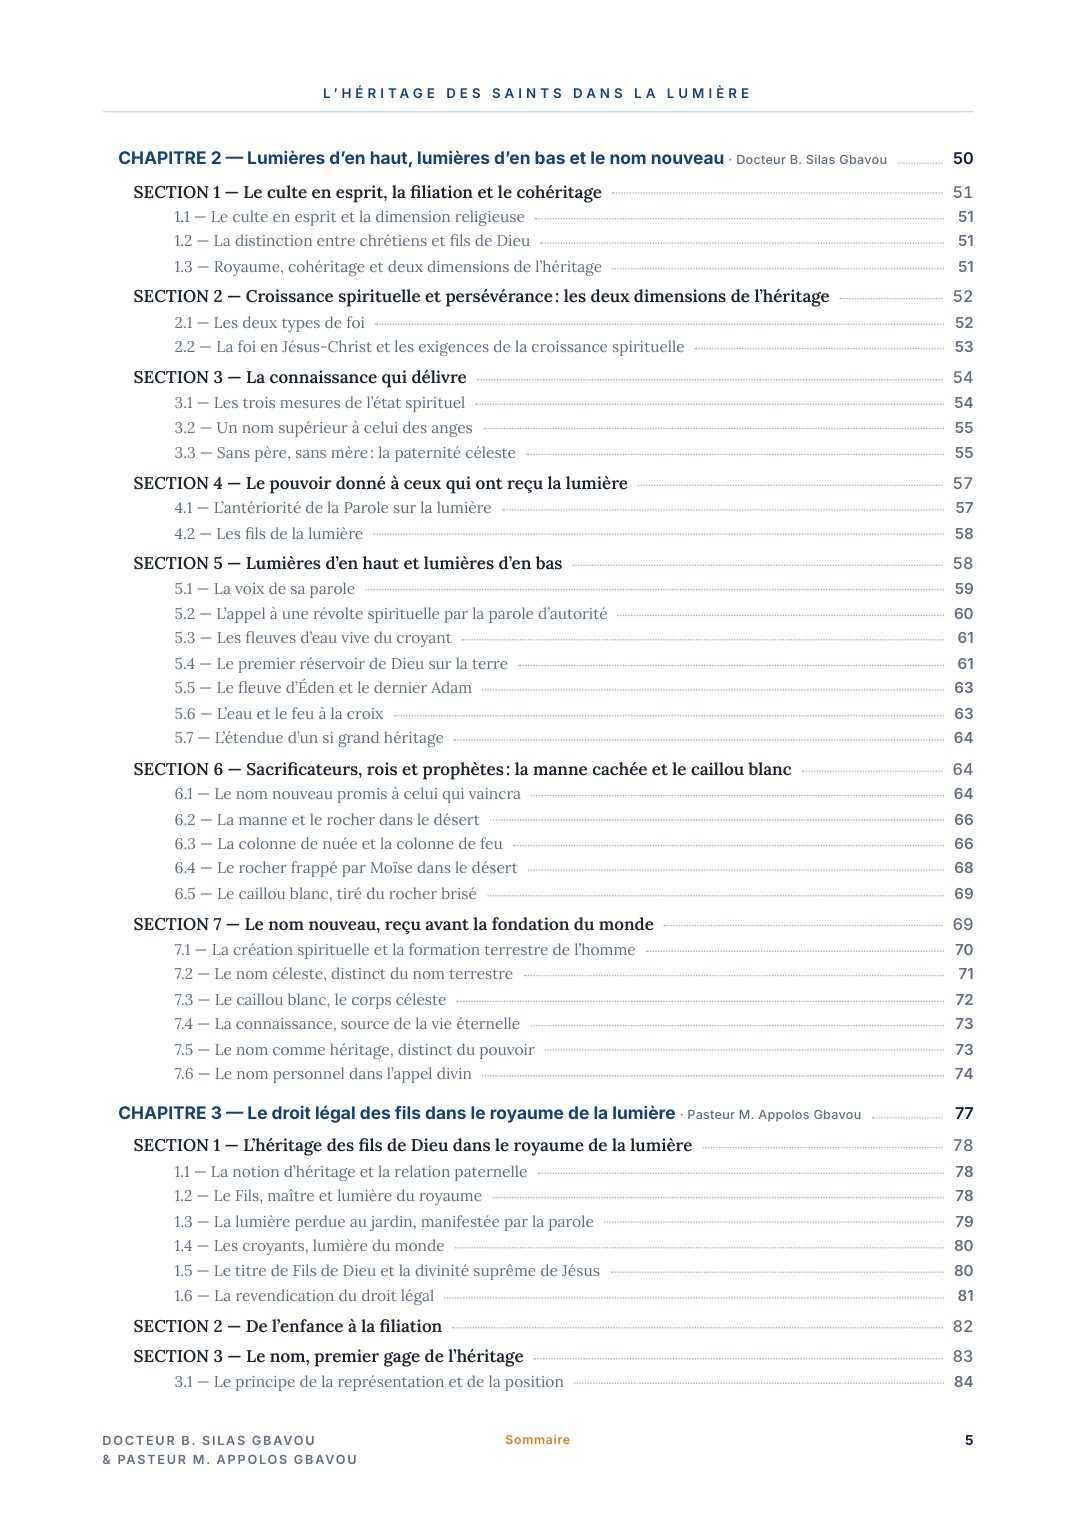 L’HÉRITAGE DES SAINTS DANS LA LUMIÈRE
CHAPITRE 2 — Lumières d’en haut, lumières d’en bas et le nom nouveau · Docteur B. Silas Gbavou 50
SECTION 1 — Le culte en esprit, la filiation et le cohéritage 51
1.1 — Le culte en esprit et la dimension religieuse 51
1.2 — La distinction entre chrétiens et fils de Dieu 51
1.3 — Royaume, cohéritage et deux dimensions de l’héritage 51
SECTION 2 — Croissance spirituelle et persévérance : les deux dimensions de l’héritage 52
2.1 — Les deux types de foi 52
2.2 — La foi en Jésus-Christ et les exigences de la croissance spirituelle 53
SECTION 3 — La connaissance qui délivre 54
3.1 — Les trois mesures de l’état spirituel 54
3.2 — Un nom supérieur à celui des anges 55
3.3 — Sans père, sans mère : la paternité céleste 55
SECTION 4 — Le pouvoir donné à ceux qui ont reçu la lumière 57
4.1 — L’antériorité de la Parole sur la lumière 57
4.2 — Les fils de la lumière 58
SECTION 5 — Lumières d’en haut et lumières d’en bas 58
5.1 — La voix de sa parole 59
5.2 — L’appel à une révolte spirituelle par la parole d’autorité 60
5.3 — Les fleuves d’eau vive du croyant 61
5.4 — Le premier réservoir de Dieu sur la terre 61
5.5 — Le fleuve d’Éden et le dernier Adam 63
5.6 — L’eau et le feu à la croix 63
5.7 — L’étendue d’un si grand héritage 64
SECTION 6 — Sacrificateurs, rois et prophètes : la manne cachée et le caillou blanc 64
6.1 — Le nom nouveau promis à celui qui vaincra 64
6.2 — La manne et le rocher dans le désert 66
6.3 — La colonne de nuée et la colonne de feu 66
6.4 — Le rocher frappé par Moïse dans le désert 68
6.5 — Le caillou blanc, tiré du rocher brisé 69
SECTION 7 — Le nom nouveau, reçu avant la fondation du monde 69
7.1 — La création spirituelle et la formation terrestre de l’homme 70
7.2 — Le nom céleste, distinct du nom terrestre 71
7.3 — Le caillou blanc, le corps céleste 72
7.4 — La connaissance, source de la vie éternelle 73
7.5 — Le nom comme héritage, distinct du pouvoir 73
7.6 — Le nom personnel dans l’appel divin 74
CHAPITRE 3 — Le droit légal des fils dans le royaume de la lumière · Pasteur M. Appolos Gbavou 77
SECTION 1 — L’héritage des fils de Dieu dans le royaume de la lumière 78
1.1 — La notion d’héritage et la relation paternelle 78
1.2 — Le Fils, maître et lumière du royaume 78
1.3 — La lumière perdue au jardin, manifestée par la parole 79
1.4 — Les croyants, lumière du monde 80
1.5 — Le titre de Fils de Dieu et la divinité suprême de Jésus 80
1.6 — La revendication du droit légal 81
SECTION 2 — De l’enfance à la filiation 82
SECTION 3 — Le nom, premier gage de l’héritage 83
3.1 — Le principe de la représentation et de la position 84
DOCTEUR B. SILAS GBAVOU
& PASTEUR M. APPOLOS GBAVOU
Sommaire
5